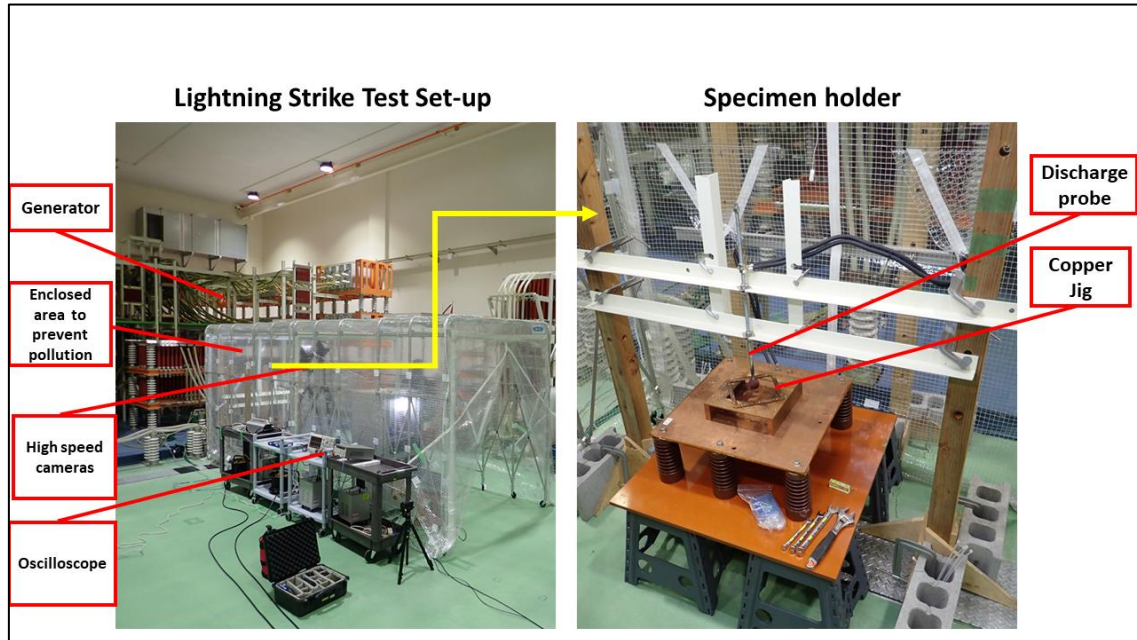 Lightning Strike Test Set-up
Specimen holder
Generator
Enclosed
area to
prevent
pollution
High speed
cameras
Oscilloscope
Discharge
probe
Copper
Jig